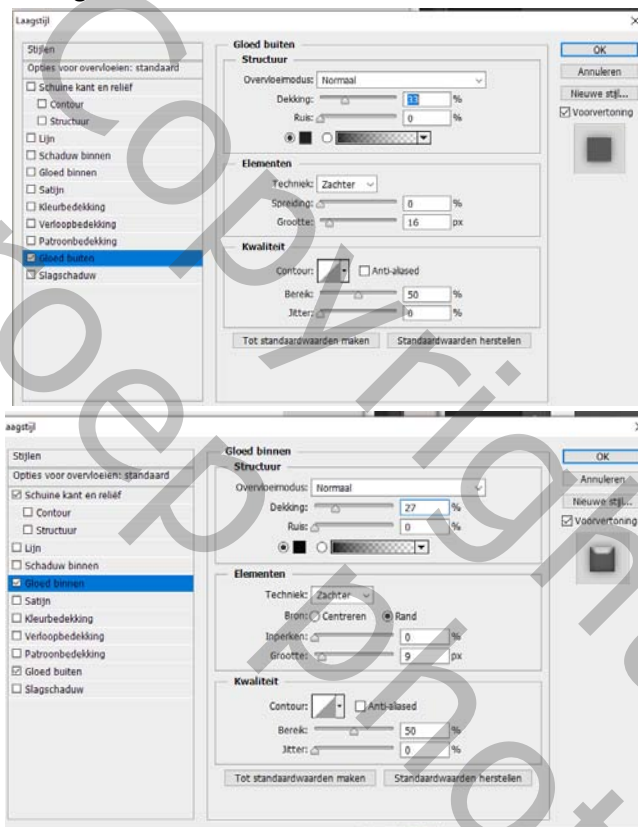 Laagstijl
Stijlen
Opties voor overvloeien: standaard
Schuine kant en reliëf
Contour
Structuur
Lijn
Schaduw binnen
Gloed binnen
Satijn
Kleurbedekking
Verloopbedekking
Patroonbedekking
Gloed buiten
Slagschaduw
Gloed buiten
Structuur
Overvloeimodus: Normaal
Dekking: 33 %
Ruis: 0 %
Elementen
Techniek: Zachter
Spreiding: 0 %
Grootte: 16 px
Kwaliteit
Contour: Anti-aliased
Bereik: 50 %
Jitter: 0 %
Tot standaardwaarden maken Standaardwaarden herstellen
OK
Annuleren
Nieuwe stijl...
Voorvertoning
aagstijl
Stijlen
Opties voor overvloeien: standaard
Schuine kant en reliëf
Contour
Structuur
Lijn
Schaduw binnen
Gloed binnen
Satijn
Kleurbedekking
Verloopbedekking
Patroonbedekking
Gloed buiten
Slagschaduw
Gloed binnen
Structuur
Overvloeimodus: Normaal
Dekking: 27 %
Ruis: 0 %
Elementen
Techniek: Zachter
Bron: Centreren Rand
Inperken: 0 %
Grootte: 9 px
Kwaliteit
Contour: Anti-aliased
Bereik: 50 %
Jitter: 0 %
Tot standaardwaarden maken Standaardwaarden herstellen
OK
Annuleren
Nieuwe stijl...
Voorvertoning
Copyright